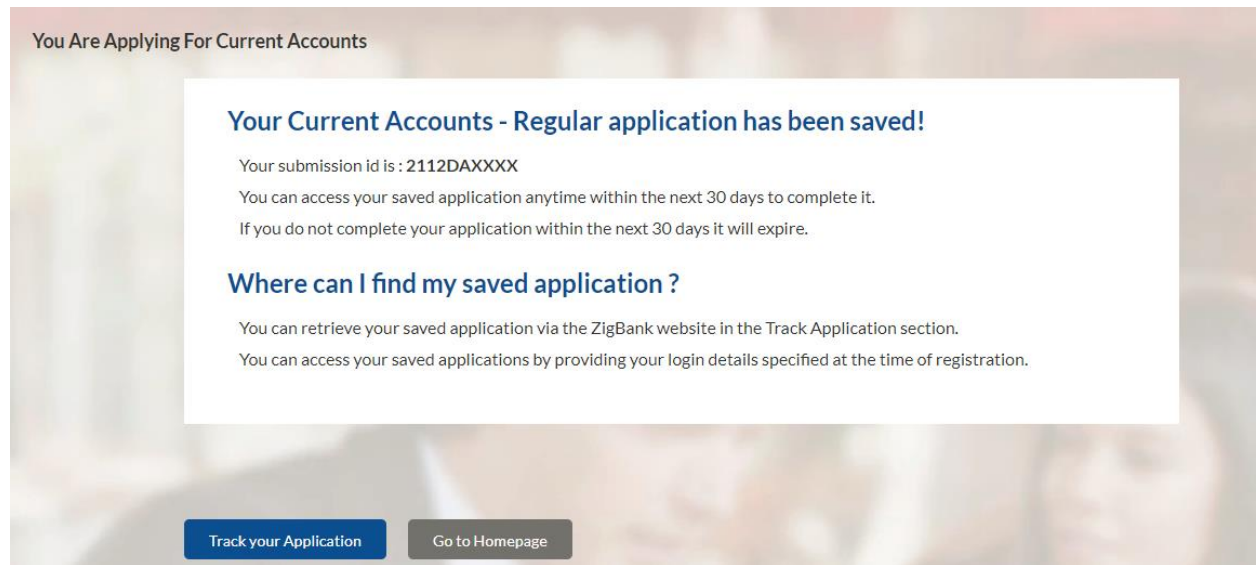 You Are Applying For Current Accounts
Your Current Accounts - Regular application has been saved!
Your submission id is : 2112DAXXXX
You can access your saved application anytime within the next 30 days to complete it.
If you do not complete your application within the next 30 days it will expire.
Where can I find my saved application ?
You can retrieve your saved application via the ZigBank website in the Track Application section.
You can access your saved applications by providing your login details specified at the time of registration.
Track your Application
Go to Homepage